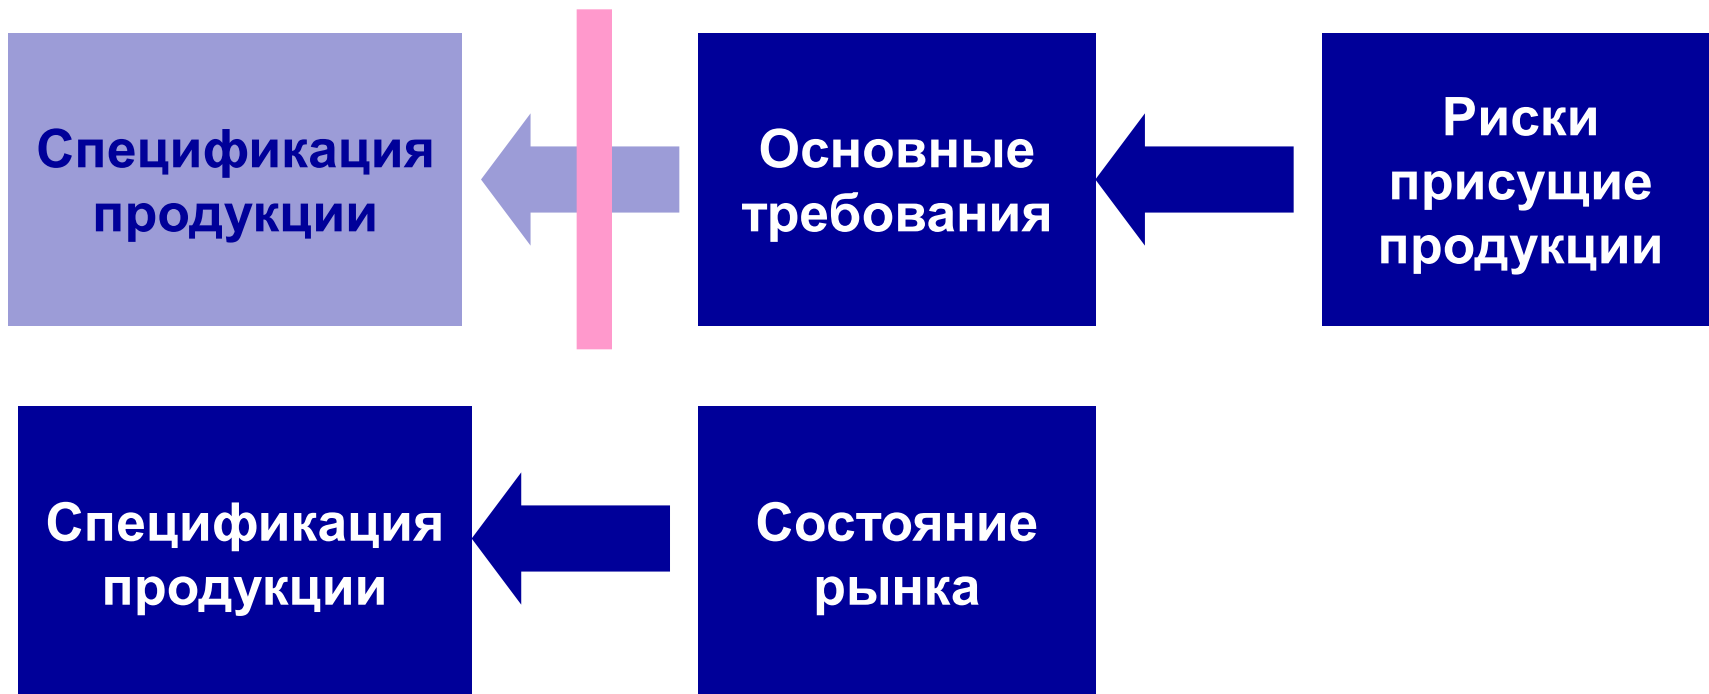 Спецификация
продукции
Основные
требования
Риски
присущие
продукции
Спецификация
продукции
Состояние
рынка